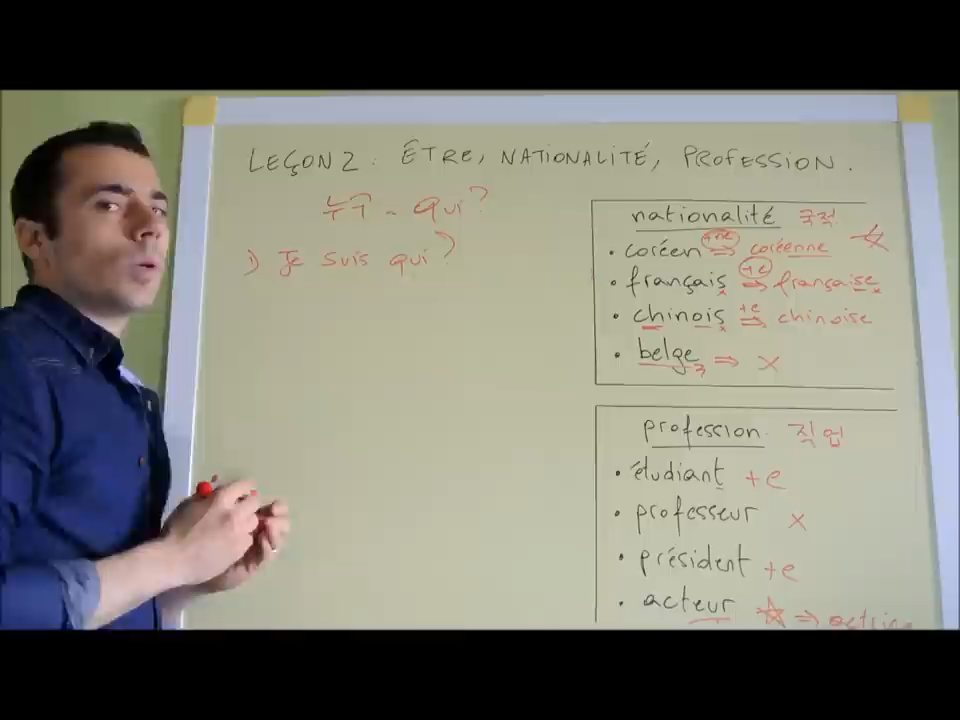 LEÇON 2 : ÊTRE, NATIONALITÉ, PROFESSION.
누구 - Qui?
1) Je suis qui?
nationalité 국적
• coréen +ne ⇒ coréenne ☆
• français +e ⇒ française
• chinois +e ⇒ chinoise
• belge ⇒ x
profession 직업
• étudiant +e
• professeur x
• président +e
• acteur ☆ ⇒